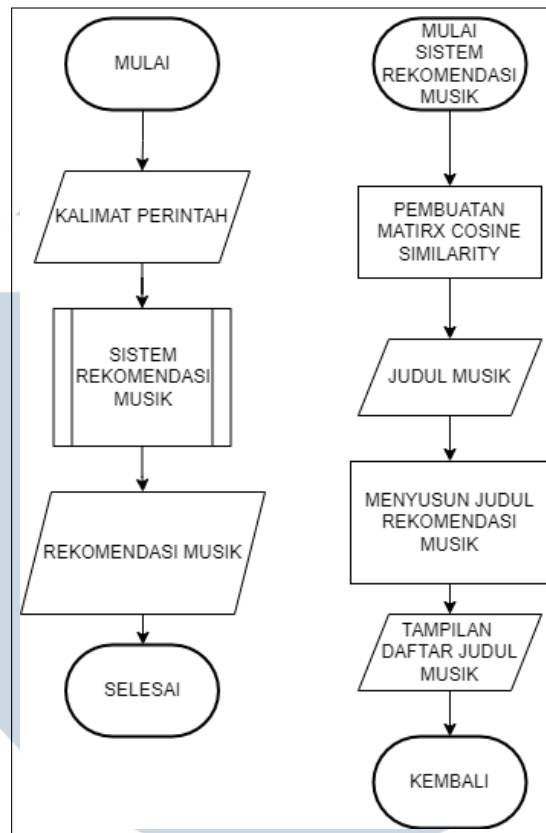 MULAI
KALIMAT PERINTAH
SISTEM
REKOMENDASI
MUSIK
REKOMENDASI MUSIK
SELESAI
MULAI
SISTEM
REKOMENDASI
MUSIK
PEMBUATAN
MATIRX COSINE
SIMILARITY
JUDUL MUSIK
MENYUSUN JUDUL
REKOMENDASI
MUSIK
TAMPILAN
DAFTAR JUDUL
MUSIK
KEMBALI